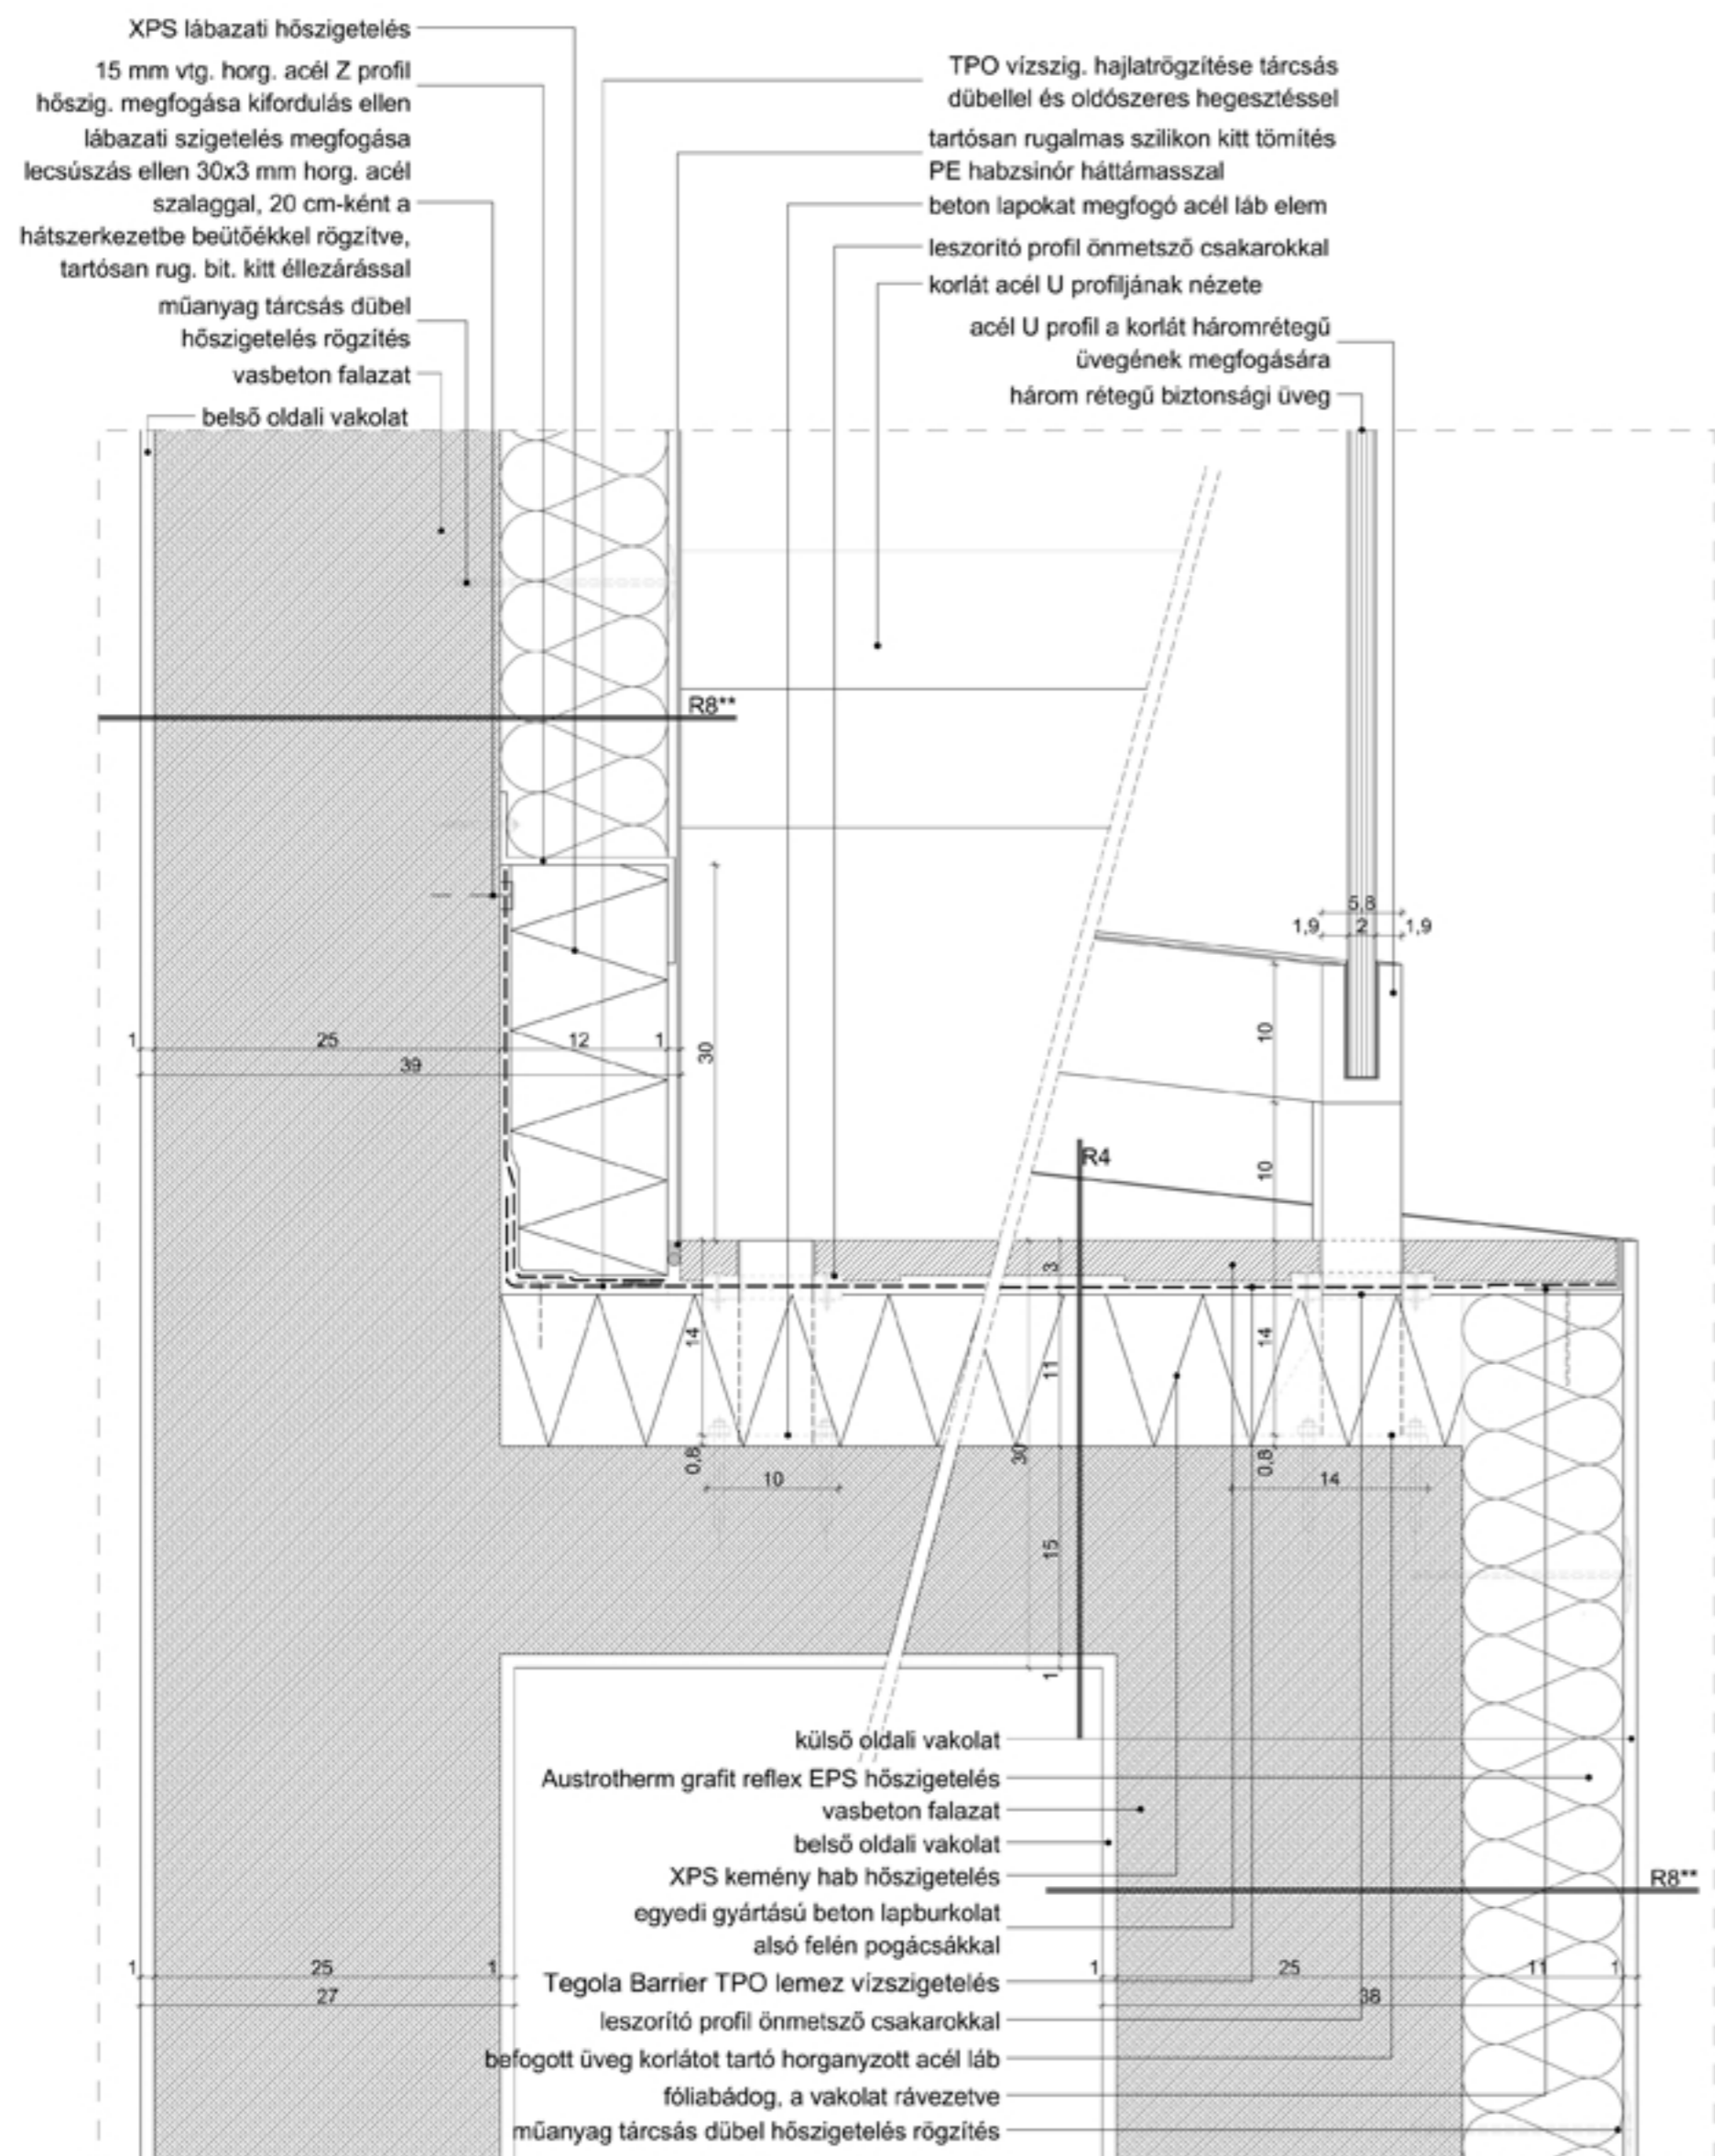 XPS lábazati hőszigetelés
15 mm vtg. horg. acél Z profil
hőszig. megfogása kifordulás ellen
lábazati szigetelés megfogása
lecsúszás ellen 30x3 mm horg. acél
szalaggal, 20 cm-ként a
hátszerkezetbe beütőékkel rögzítve,
tartósan rug. bit. kitt éllezárással
műanyag tárcsás dübel
hőszigetelés rögzítés
vasbeton falazat
belső oldali vakolat
TPO vízszig. hajlatrögzítése tárcsás
dübellel és oldószeres hegesztéssel
tartósan rugalmas szilikon kitt tömítés
PE habzsinór háttámasszal
beton lapokat megfogó acél láb elem
leszorító profil önmetsző csakarokkal
korlát acél U profiljának nézete
acél U profil a korlát háromrétegű
üvegének megfogására
három rétegű biztonsági üveg
R8**
5,8
1,9 2 1,9
10
1 25 12 1
39
30
R4
10
3
14
11
14
0,8
10
30
0,8
14
15
1
külső oldali vakolat
Austrotherm grafit reflex EPS hőszigetelés
vasbeton falazat
belső oldali vakolat
XPS kemény hab hőszigetelés
R8**
egyedi gyártású beton lapburkolat
alsó felén pogácsákkal
1 25 1
1 25 11 1
Tegola Barrier TPO lemez vízszigetelés
27
38
leszorító profil önmetsző csakarokkal
befogott üveg korlátot tartó horganyzott acél láb
fóliabádog, a vakolat rávezetve
műanyag tárcsás dübel hőszigetelés rögzítés